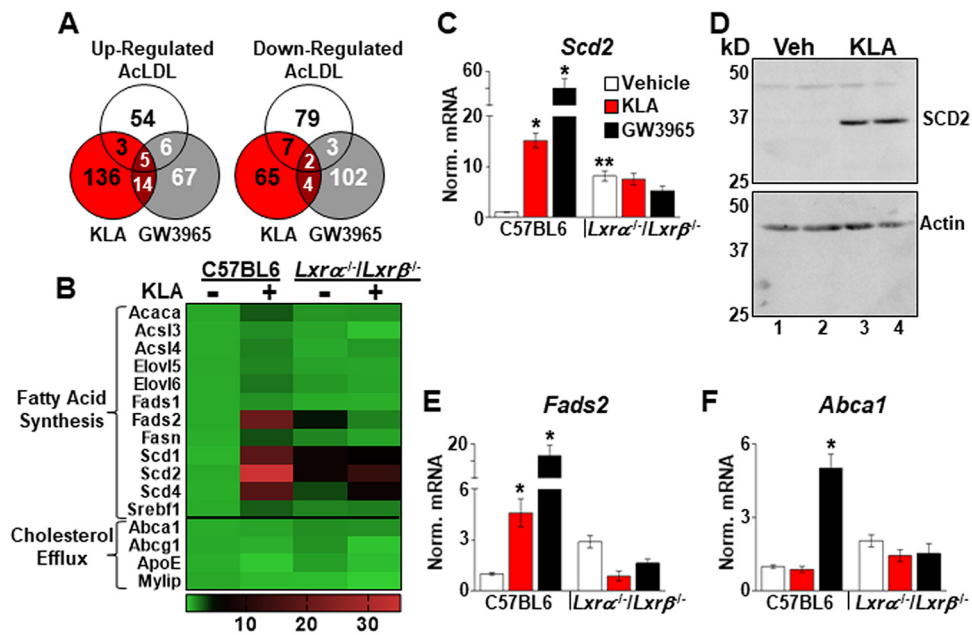 A
Up-Regulated
AcLDL
54
3
6
5
136
14
67
KLA
GW3965
Down-Regulated
AcLDL
79
7
3
2
65
4
102
KLA
GW3965
B
C57BL6
Lxrα-/-/Lxrβ-/-
KLA
-
+
-
+
Fatty Acid
Synthesis
Acaca
Acsl3
Acsl4
Elovl5
Elovl6
Fads1
Fads2
Fasn
Scd1
Scd2
Scd4
Srebf1
Cholesterol
Efflux
Abca1
Abcg1
ApoE
Mylip
10
20
30
C
Scd2
Norm. mRNA
60
20
10
0
*
*
**
Vehicle
KLA
GW3965
C57BL6
Lxrα-/-/Lxrβ-/-
D
kD
Veh
KLA
50
37
25
SCD2
50
37
25
Actin
1
2
3
4
E
Fads2
Norm. mRNA
20
6
3
0
*
*
C57BL6
Lxrα-/-/Lxrβ-/-
F
Abca1
Norm. mRNA
6
3
0
*
C57BL6
Lxrα-/-/Lxrβ-/-